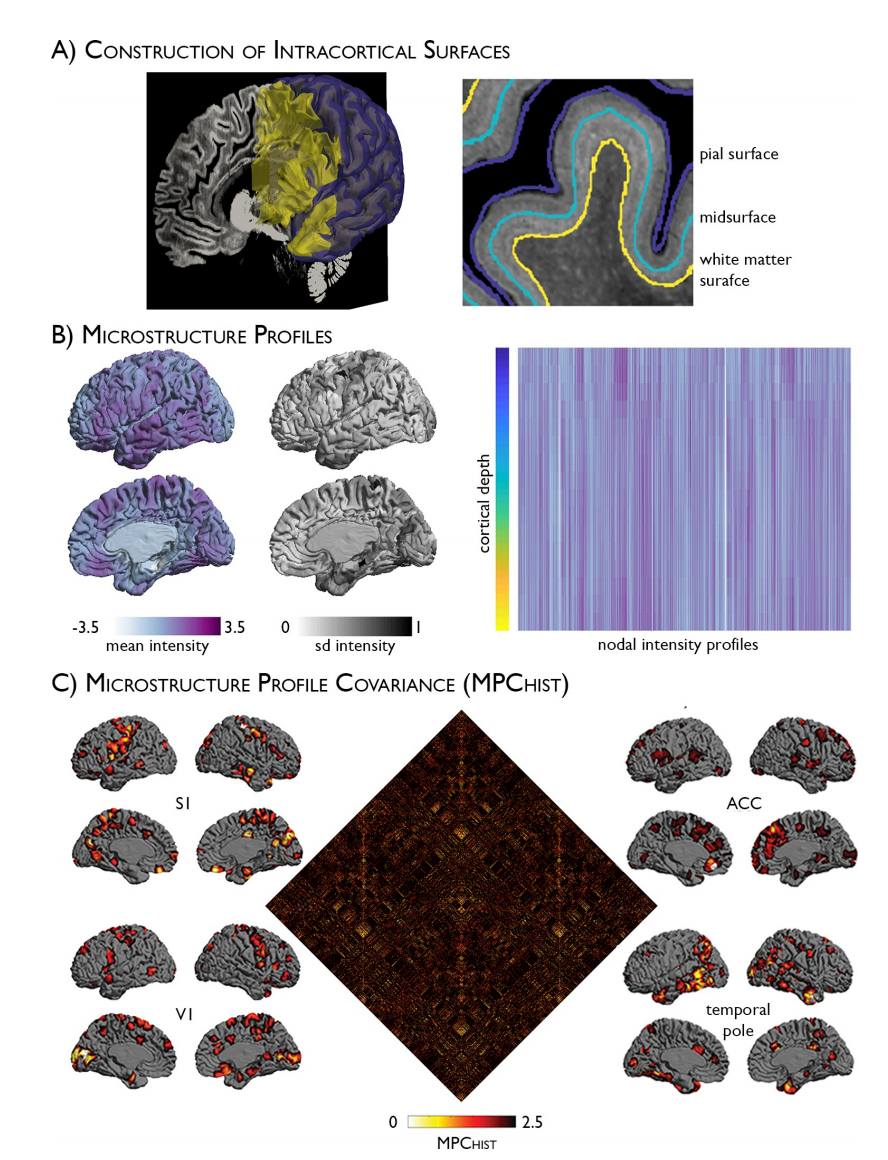 A) Construction of Intracortical Surfaces
pial surface
midsurface
white matter
surafce
B) Microstructure Profiles
cortical depth
-3.5
3.5
mean intensity
0
1
sd intensity
nodal intensity profiles
C) Microstructure Profile Covariance (MPCHIST)
S1
ACC
V1
temporal
pole
0
2.5
MPCHIST